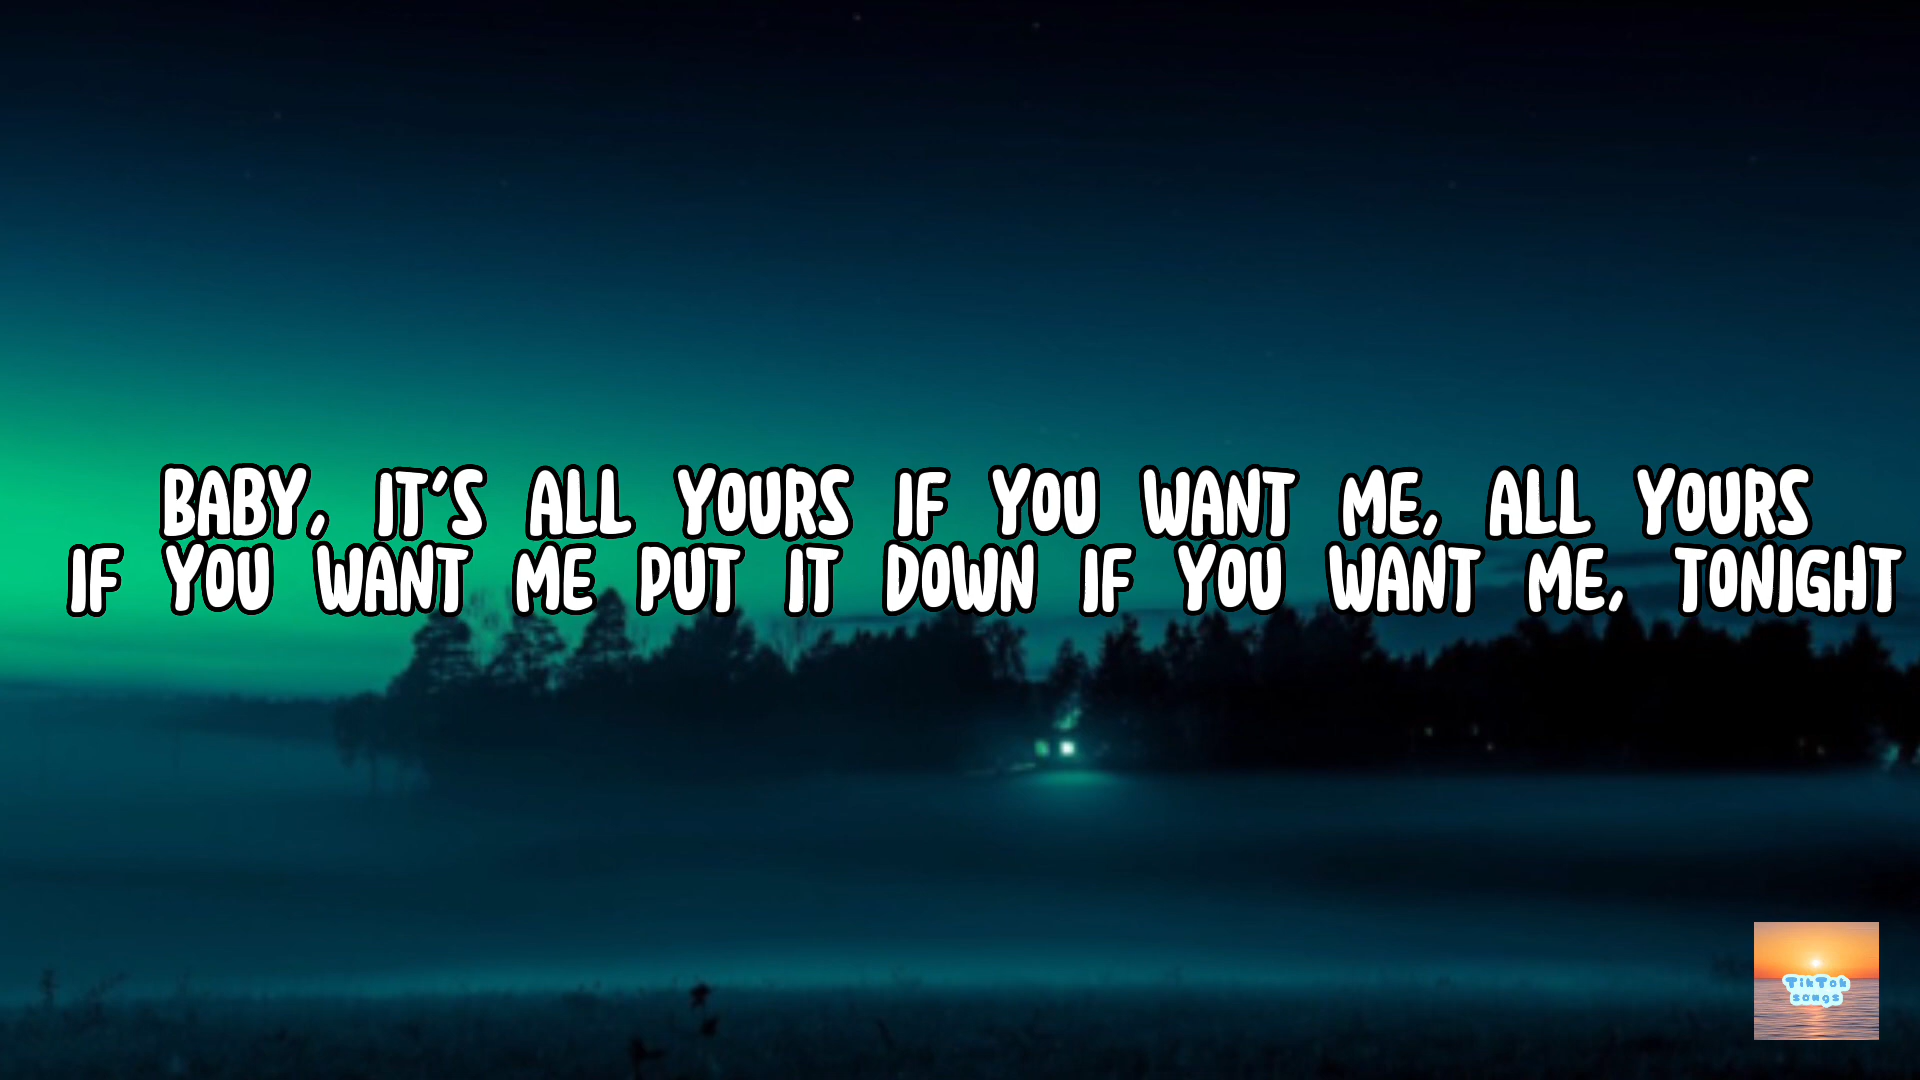 BABY, IT'S ALL YOURS IF YOU WANT ME, ALL YOURS
IF YOU WANT ME PUT IT DOWN IF YOU WANT ME, TONIGHT
TikTok
songs